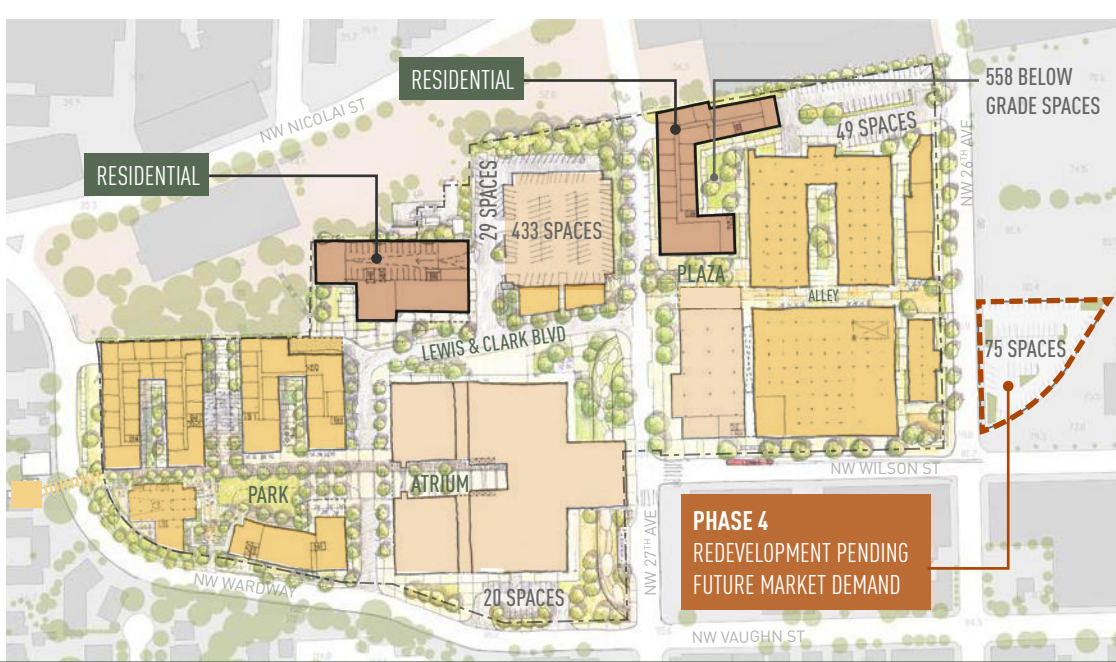 RESIDENTIAL
558 BELOW
GRADE SPACES
NW NICOLAI ST
49 SPACES
NW 26TH AVE
RESIDENTIAL
29 SPACES
433 SPACES
PLAZA
ALLEY
LEWIS & CLARK BLVD
75 SPACES
PARK
ATRIUM
NW WILSON ST
NW 27TH AVE
PHASE 4
REDEVELOPMENT PENDING
FUTURE MARKET DEMAND
NW WARDWAY
20 SPACES
NW VAUGHN ST